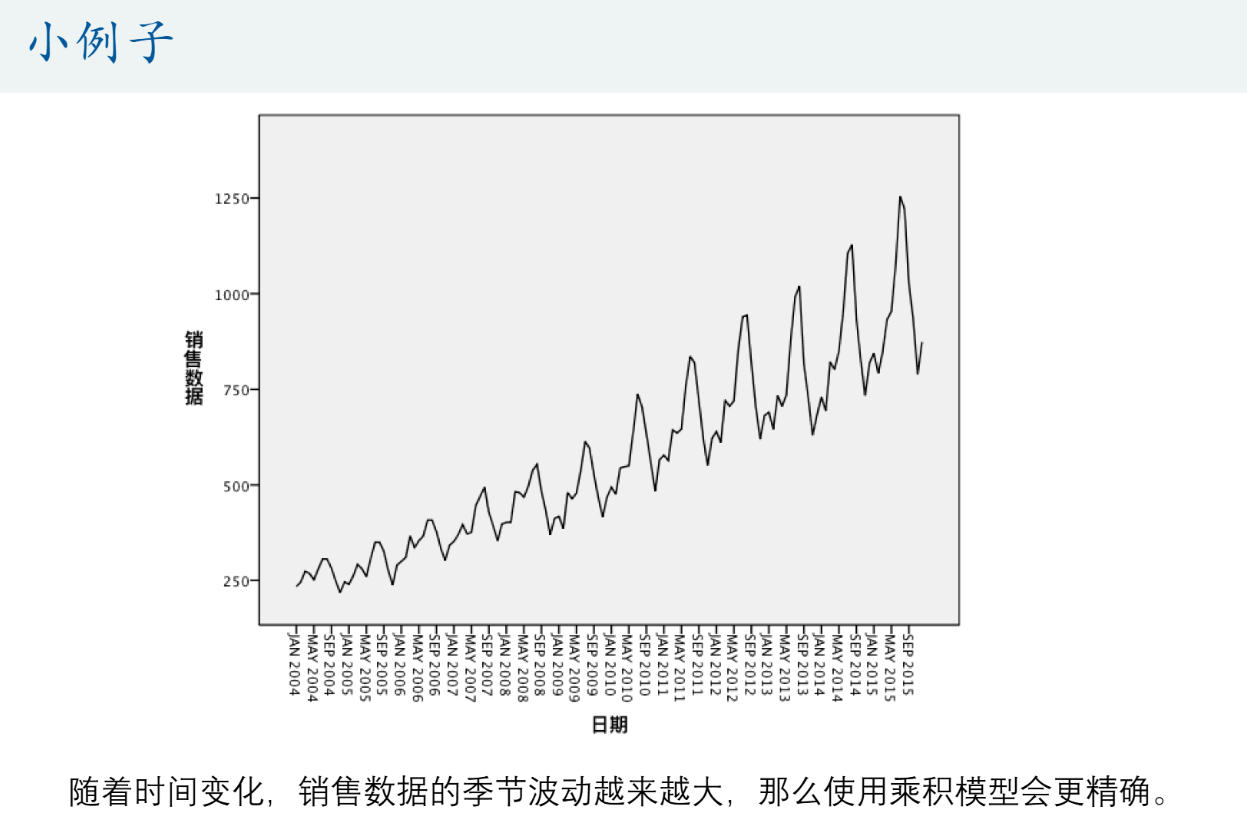 小例子
1250
1000
750
500
250
销售数据
JAN 2004
MAY 2004
SEP 2004
JAN 2005
MAY 2005
SEP 2005
JAN 2006
MAY 2006
SEP 2006
JAN 2007
MAY 2007
SEP 2007
JAN 2008
MAY 2008
SEP 2008
JAN 2009
MAY 2009
SEP 2009
JAN 2010
MAY 2010
SEP 2010
JAN 2011
MAY 2011
SEP 2011
JAN 2012
MAY 2012
SEP 2012
JAN 2013
MAY 2013
SEP 2013
JAN 2014
MAY 2014
SEP 2014
JAN 2015
MAY 2015
SEP 2015
日期
随着时间变化，销售数据的季节波动越来越大，那么使用乘积模型会更精确。